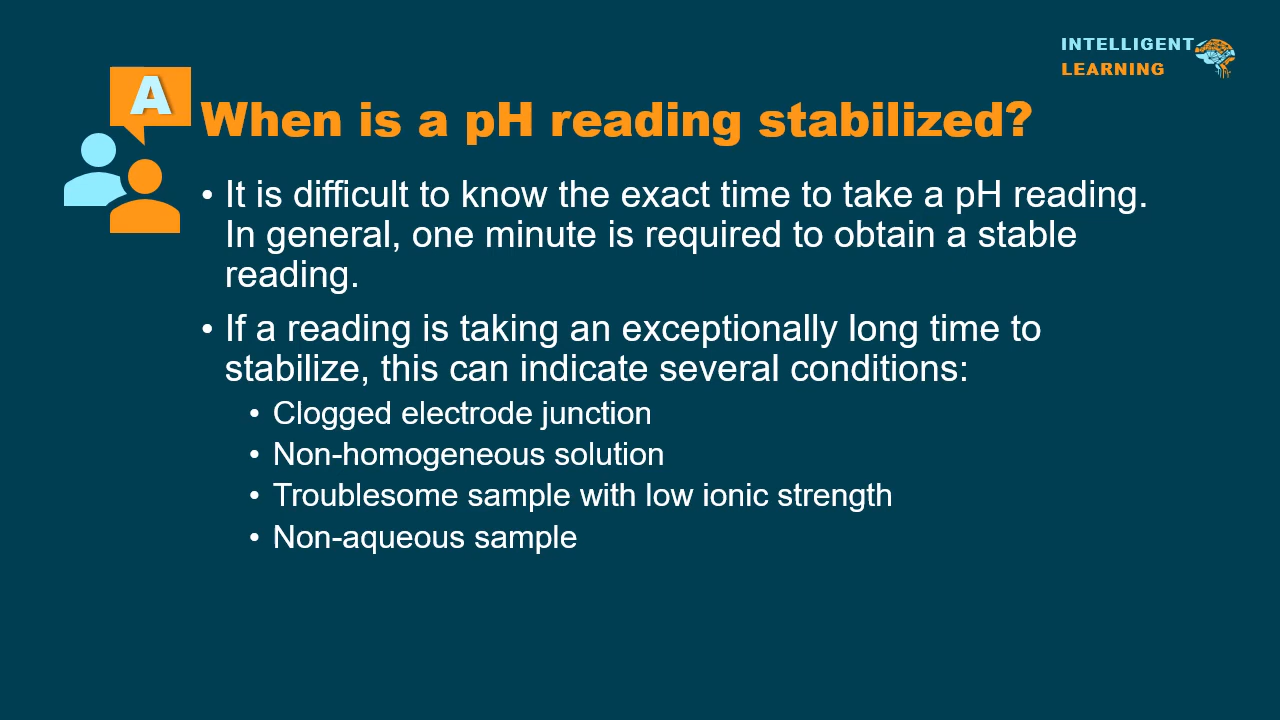 INTELLIGENT
LEARNING
A
When is a pH reading stabilized?
• It is difficult to know the exact time to take a pH reading.
In general, one minute is required to obtain a stable
reading.
• If a reading is taking an exceptionally long time to
stabilize, this can indicate several conditions:
• Clogged electrode junction
• Non-homogeneous solution
• Troublesome sample with low ionic strength
• Non-aqueous sample